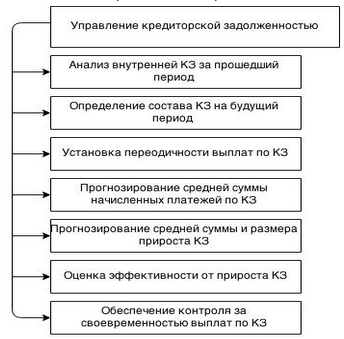 Управление кредиторской задолженностью
Анализ внутренней КЗ за прошедший
период
Определение состава КЗ на будущий
период
Установка переодичности выплат по КЗ
Прогнозирование средней суммы
начисленных платежей по КЗ
Прогнозирование средней суммы и размера
прироста КЗ
Оценка эффективности от прироста КЗ
Обеспечение контроля за
своевременностью выплат по КЗ